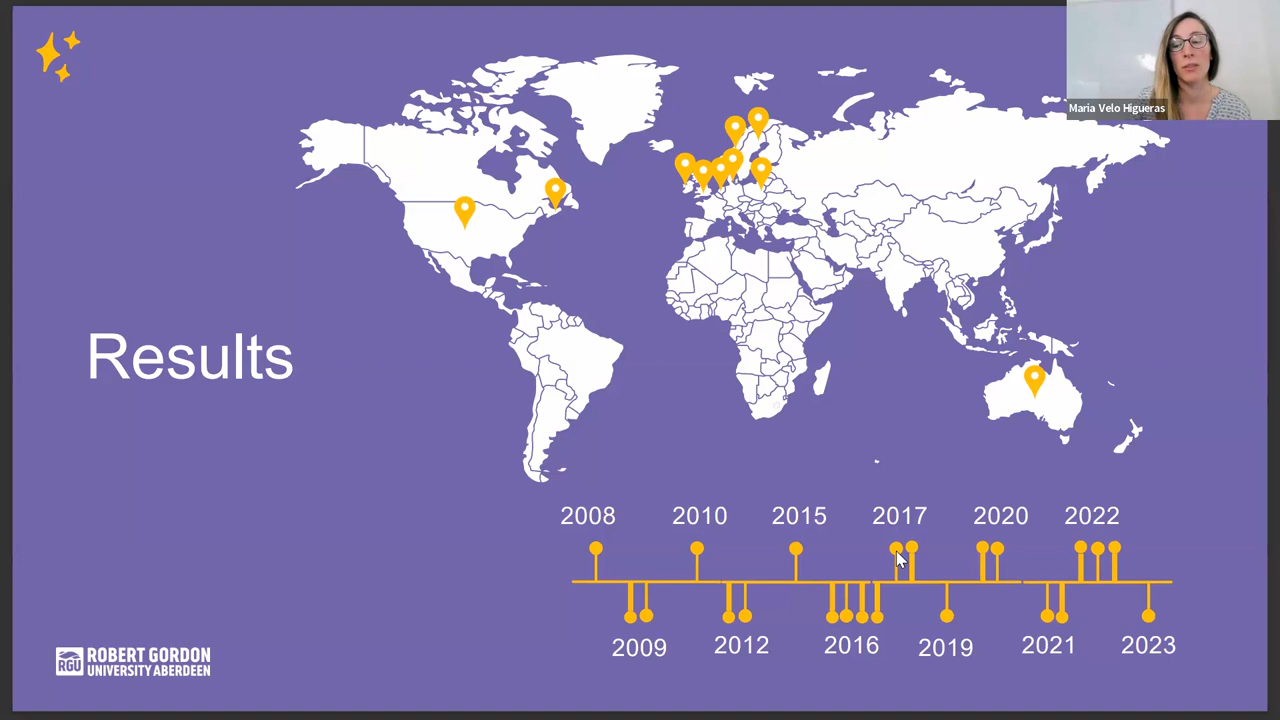 Maria Velo Higueras
Results
2008 2010 2015 2017 2020 2022
2009 2012 2016 2019 2021 2023
RGU ROBERT GORDON
UNIVERSITY ABERDEEN